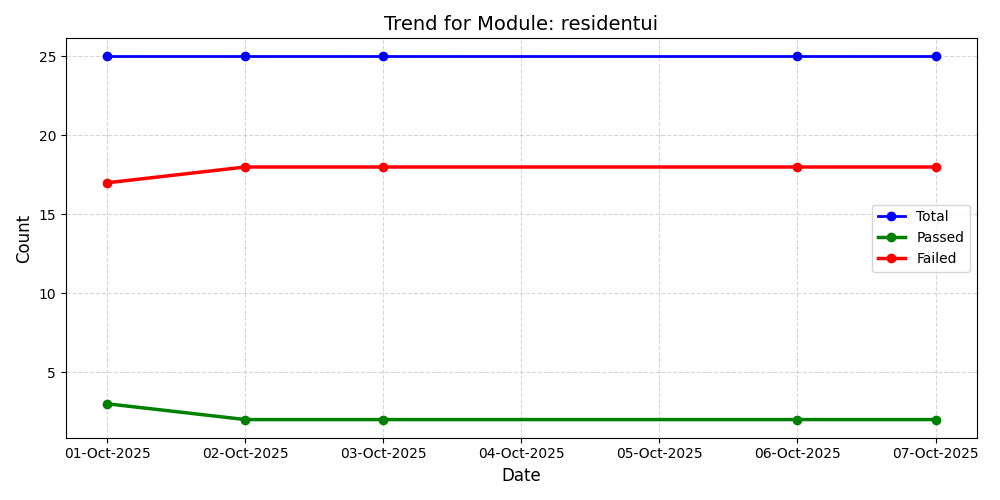 Trend for Module: residentui
Count
25
20
15
10
5
Total
Passed
Failed
01-Oct-2025 02-Oct-2025 03-Oct-2025 04-Oct-2025 05-Oct-2025 06-Oct-2025 07-Oct-2025
Date